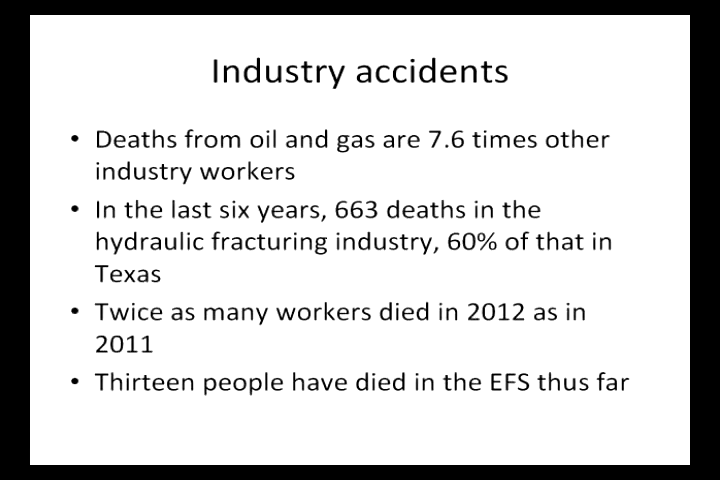 Industry accidents
• Deaths from oil and gas are 7.6 times other
industry workers
• In the last six years, 663 deaths in the
hydraulic fracturing industry, 60% of that in
Texas
• Twice as many workers died in 2012 as in
2011
• Thirteen people have died in the EFS thus far